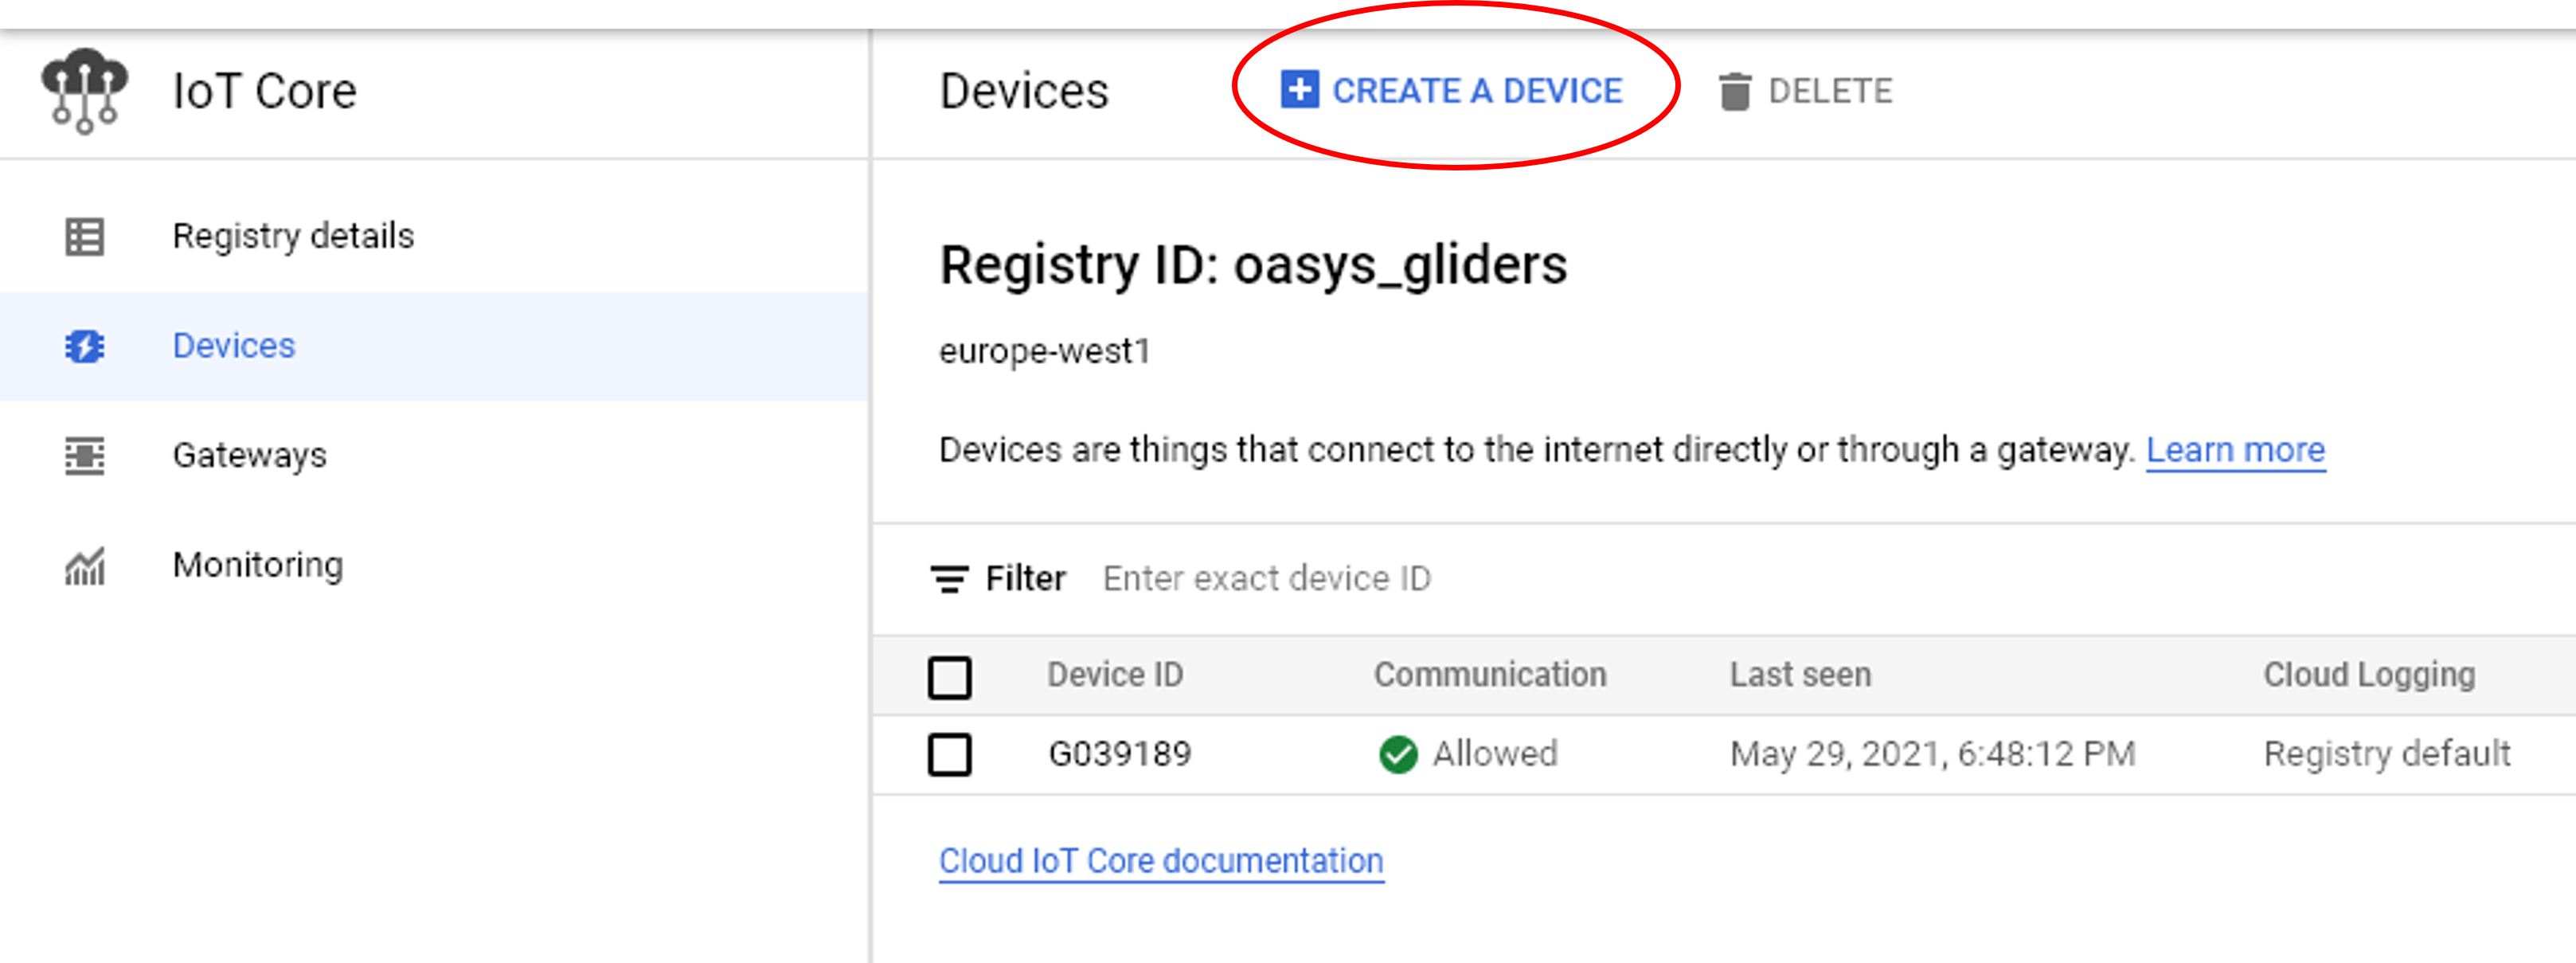 IoT Core
Registry details
Devices
Gateways
Monitoring
Devices
CREATE A DEVICE
DELETE
Registry ID: oasys_gliders
europe-west1
Devices are things that connect to the internet directly or through a gateway. Learn more
Filter Enter exact device ID
Device ID Communication Last seen Cloud Logging
G039189 Allowed May 29, 2021, 6:48:12 PM Registry default
Cloud IoT Core documentation